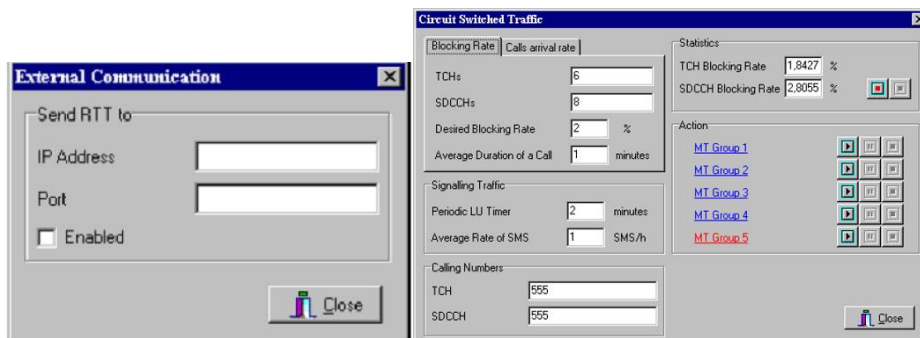 External Communication
Send RTT to
IP Address
Port
Enabled
Close
Circuit Switched Traffic
Blocking Rate Calls arrival rate
TCHs 6
SDCCHs 8
Desired Blocking Rate 2 %
Average Duration of a Call 1 minutes
Signalling Traffic
Periodic LU Timer 2 minutes
Average Rate of SMS 1 SMS/h
Calling Numbers
TCH 555
SDCCH 555
Statistics
TCH Blocking Rate 1,8427 %
SDCCH Blocking Rate 2,8055 %
Action
MT Group 1
MT Group 2
MT Group 3
MT Group 4
MT Group 5
Close